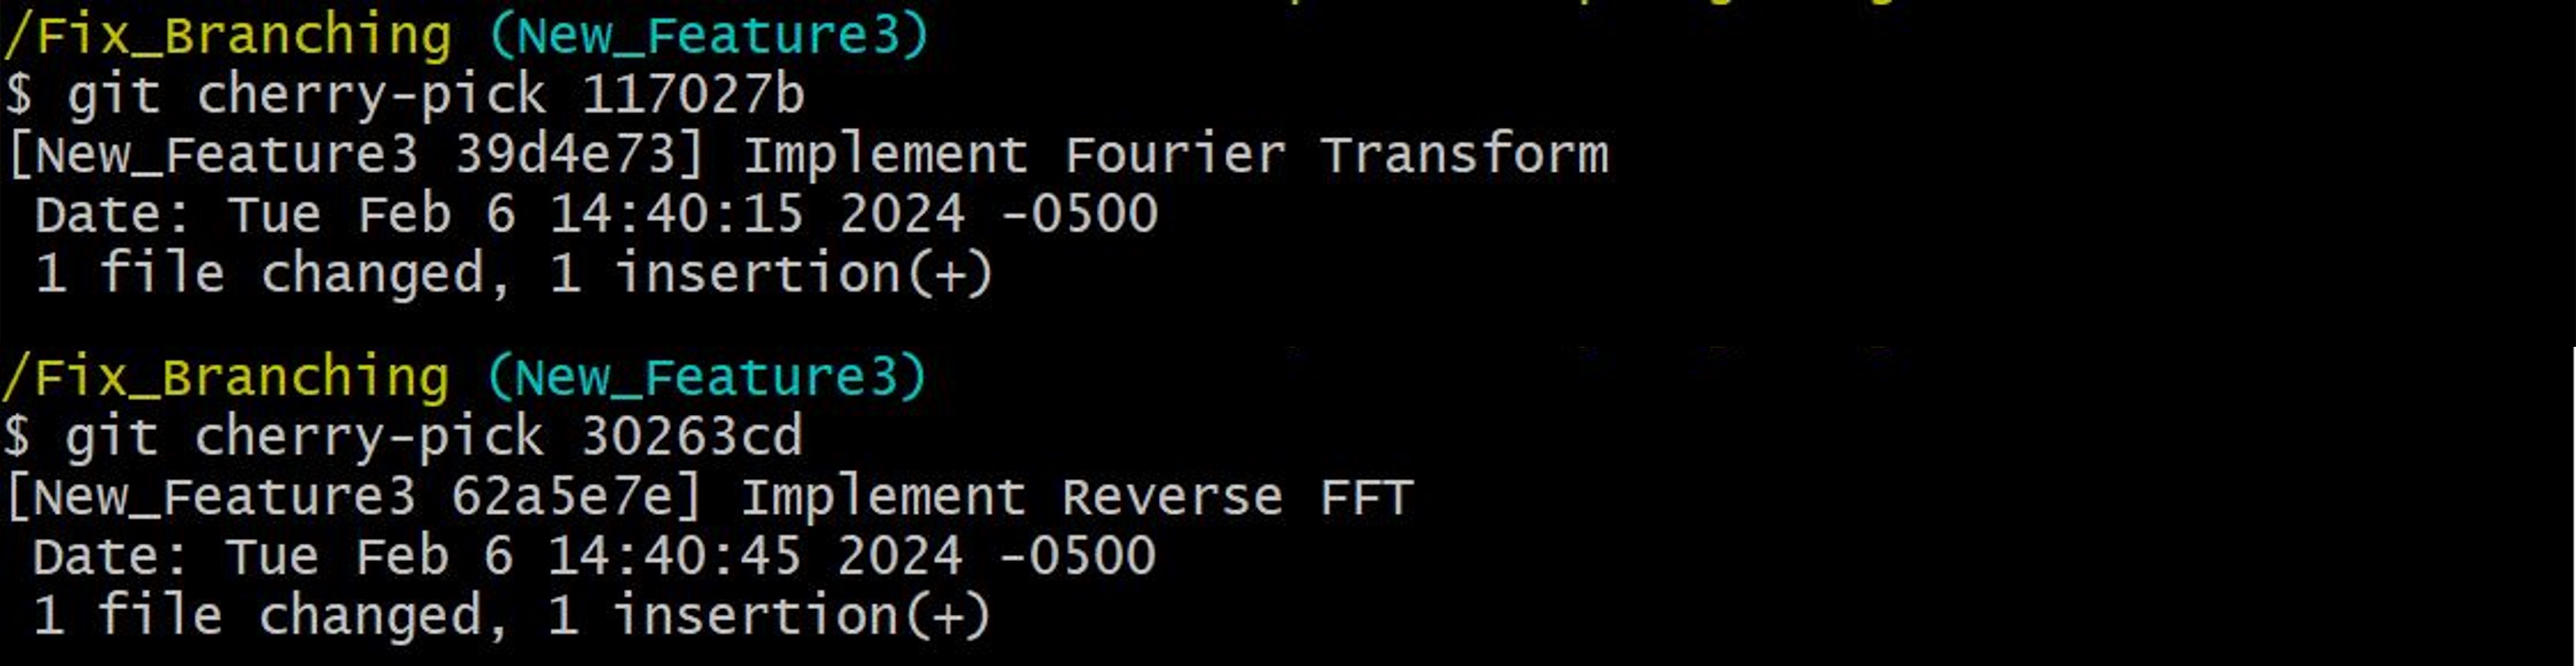 /Fix_Branching (New_Feature3)
$ git cherry-pick 117027b
[New_Feature3 39d4e73] Implement Fourier Transform
 Date: Tue Feb 6 14:40:15 2024 -0500
 1 file changed, 1 insertion(+)
/Fix_Branching (New_Feature3)
$ git cherry-pick 30263cd
[New_Feature3 62a5e7e] Implement Reverse FFT
 Date: Tue Feb 6 14:40:45 2024 -0500
 1 file changed, 1 insertion(+)